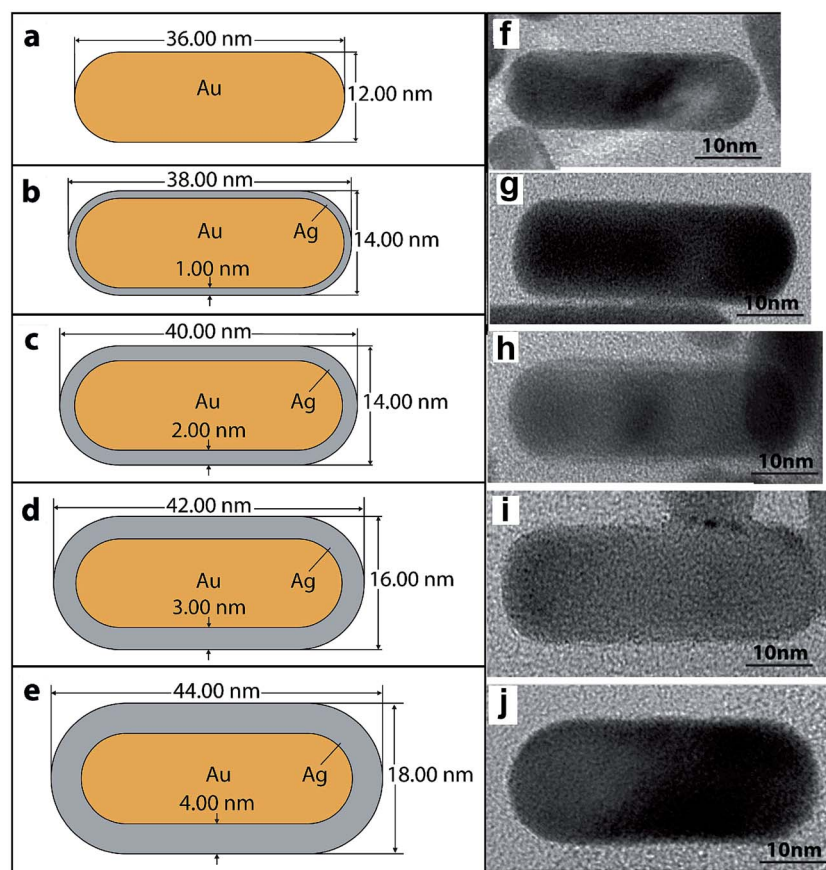 a
36.00 nm
Au
12.00 nm
f
10nm
b
38.00 nm
Au
Ag
14.00 nm
1.00 nm
g
10nm
c
40.00 nm
Au
Ag
14.00 nm
2.00 nm
h
10nm
d
42.00 nm
Au
Ag
16.00 nm
3.00 nm
i
10nm
e
44.00 nm
Au
Ag
18.00 nm
4.00 nm
j
10nm